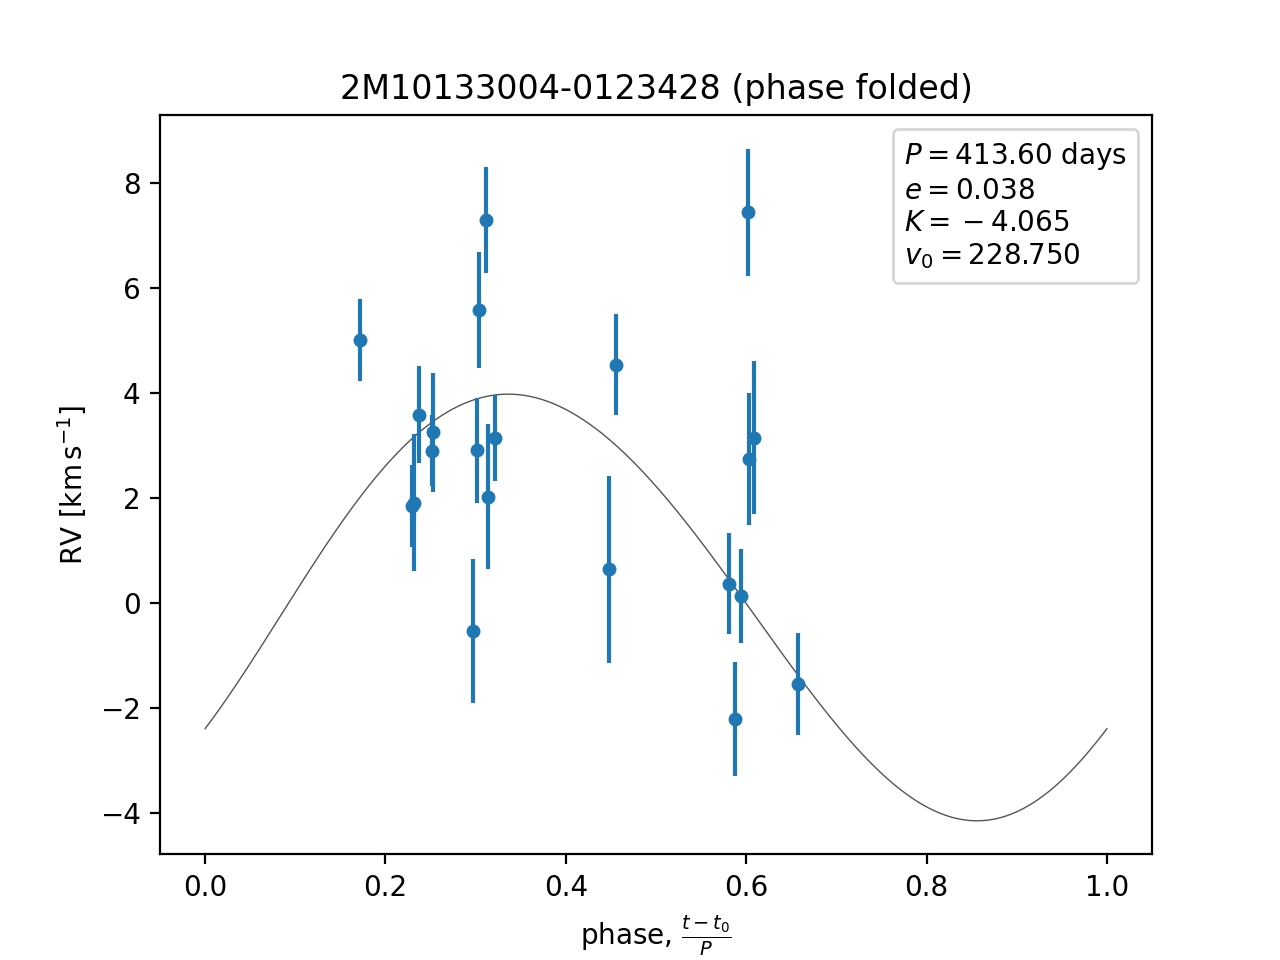 2M10133004-0123428 (phase folded)
P = 413.60 days
e = 0.038
K = −4.065
v₀ = 228.750
RV [km s⁻¹]
8
6
4
2
0
−2
−4
0.0 0.2 0.4 0.6 0.8 1.0
phase, (t − t₀)/P